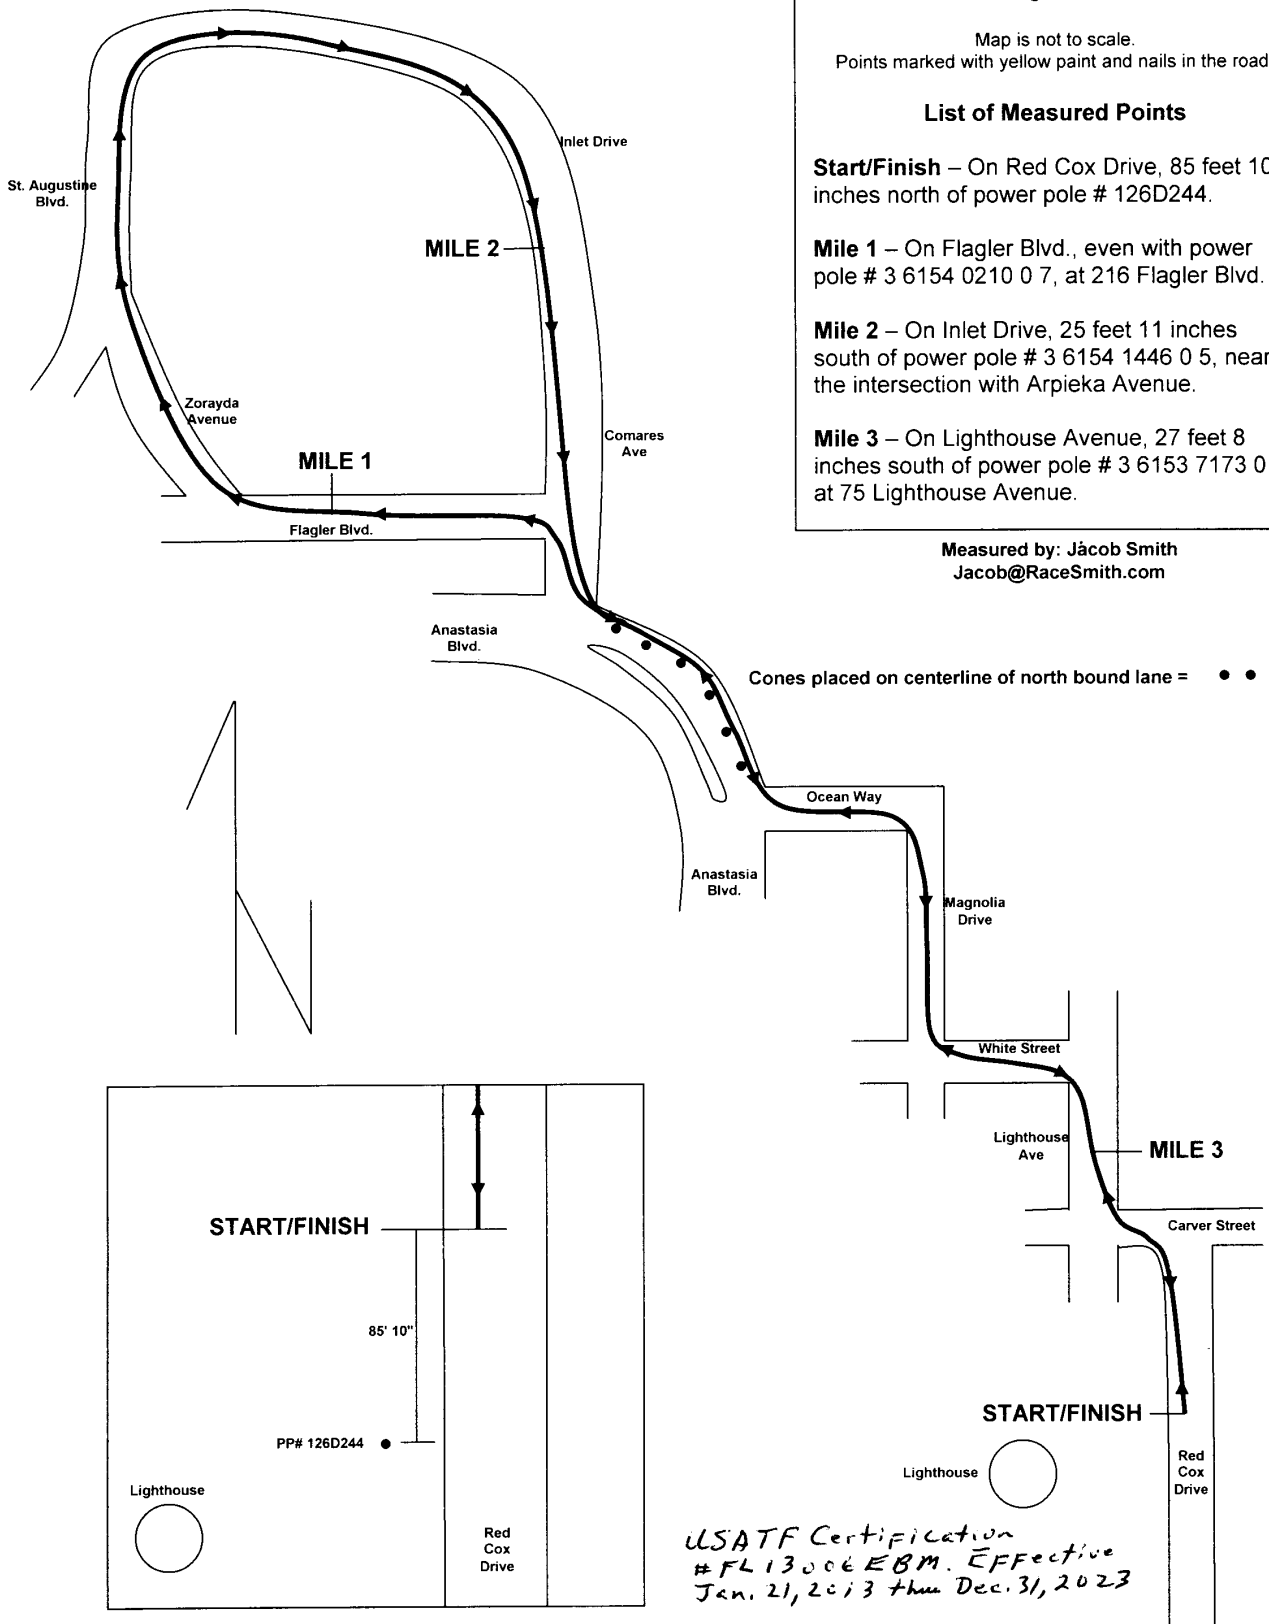 Map is not to scale.
Points marked with yellow paint and nails in the road
List of Measured Points
Start/Finish – On Red Cox Drive, 85 feet 10
inches north of power pole # 126D244.
Mile 1 – On Flagler Blvd., even with power
pole # 3 6154 0210 0 7, at 216 Flagler Blvd.
Mile 2 – On Inlet Drive, 25 feet 11 inches
south of power pole # 3 6154 1446 0 5, near
the intersection with Arpieka Avenue.
Mile 3 – On Lighthouse Avenue, 27 feet 8
inches south of power pole # 3 6153 7173 0
at 75 Lighthouse Avenue.
Measured by: Jacob Smith
Jacob@RaceSmith.com
Inlet Drive
St. Augustine
Blvd.
MILE 2
Zorayda
Avenue
Comares
Ave
MILE 1
Flagler Blvd.
Anastasia
Blvd.
Cones placed on centerline of north bound lane =
Ocean Way
Anastasia
Blvd.
Magnolia
Drive
White Street
Lighthouse
Ave
MILE 3
Carver Street
START/FINISH
Lighthouse
Red
Cox
Drive
START/FINISH
85' 10"
PP# 126D244
Lighthouse
Red
Cox
Drive
USATF Certification
EBM. Effective
Jan. 21, 2013 thru Dec. 31, 2023